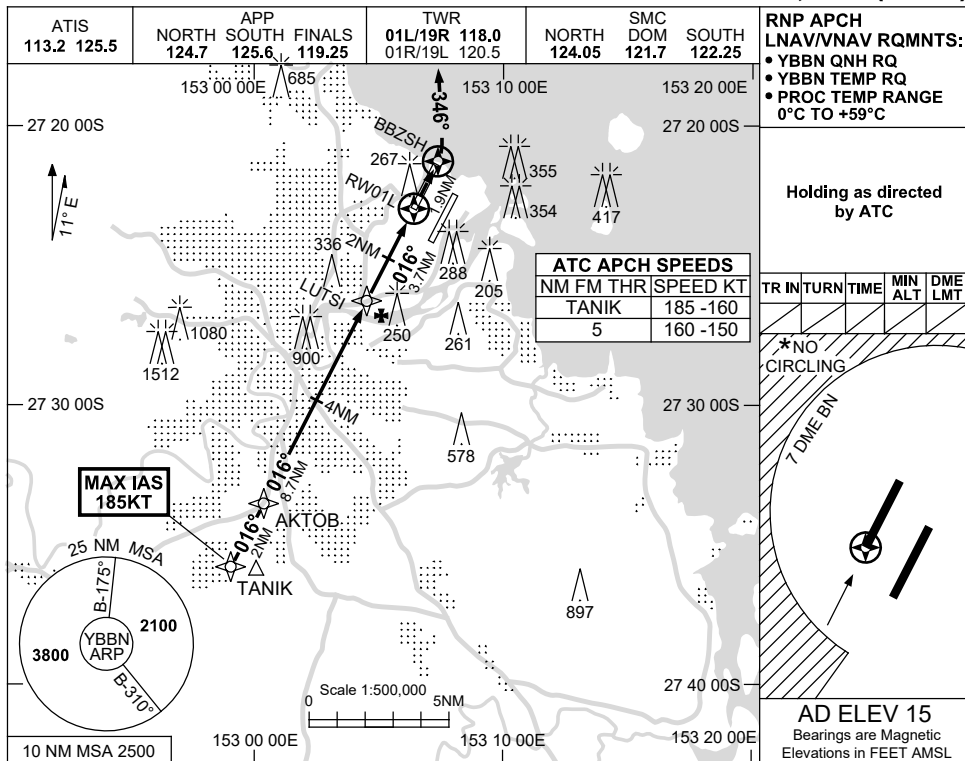 ATIS
113.2 125.5
APP
NORTH SOUTH FINALS
124.7 125.6 119.25
TWR
01L/19R 118.0
01R/19L 120.5
SMC
NORTH DOM SOUTH
124.05 121.7 122.25
RNP APCH
LNAV/VNAV RQMNTS:
• YBBN QNH RQ
• YBBN TEMP RQ
• PROC TEMP RANGE
0°C TO +59°C
Holding as directed
by ATC
TR IN TURN TIME MIN ALT DME LMT
*NO
CIRCLING
7 DME BN
AD ELEV 15
Bearings are Magnetic
Elevations in FEET AMSL
153 00 00E
153 10 00E
153 20 00E
685
27 20 00S
27 20 00S
346°
BBZSH
267
1.9NM
RW01L
355
354
417
11° E
336
2NM
016°
3.7NM
288
205
LUTSI
250
261
1080
1512
900
ATC APCH SPEEDS
NM FM THR SPEED KT
TANIK 185 -160
5 160 -150
27 30 00S
27 30 00S
4NM
578
016°
8.7NM
MAX IAS
185KT
AKTOB
016°
2NM
TANIK
897
25 NM MSA
B-175°
YBBN
ARP
2100
3800
B-310°
10 NM MSA 2500
Scale 1:500,000
0 5NM
27 40 00S
153 00 00E
153 10 00E
153 20 00E